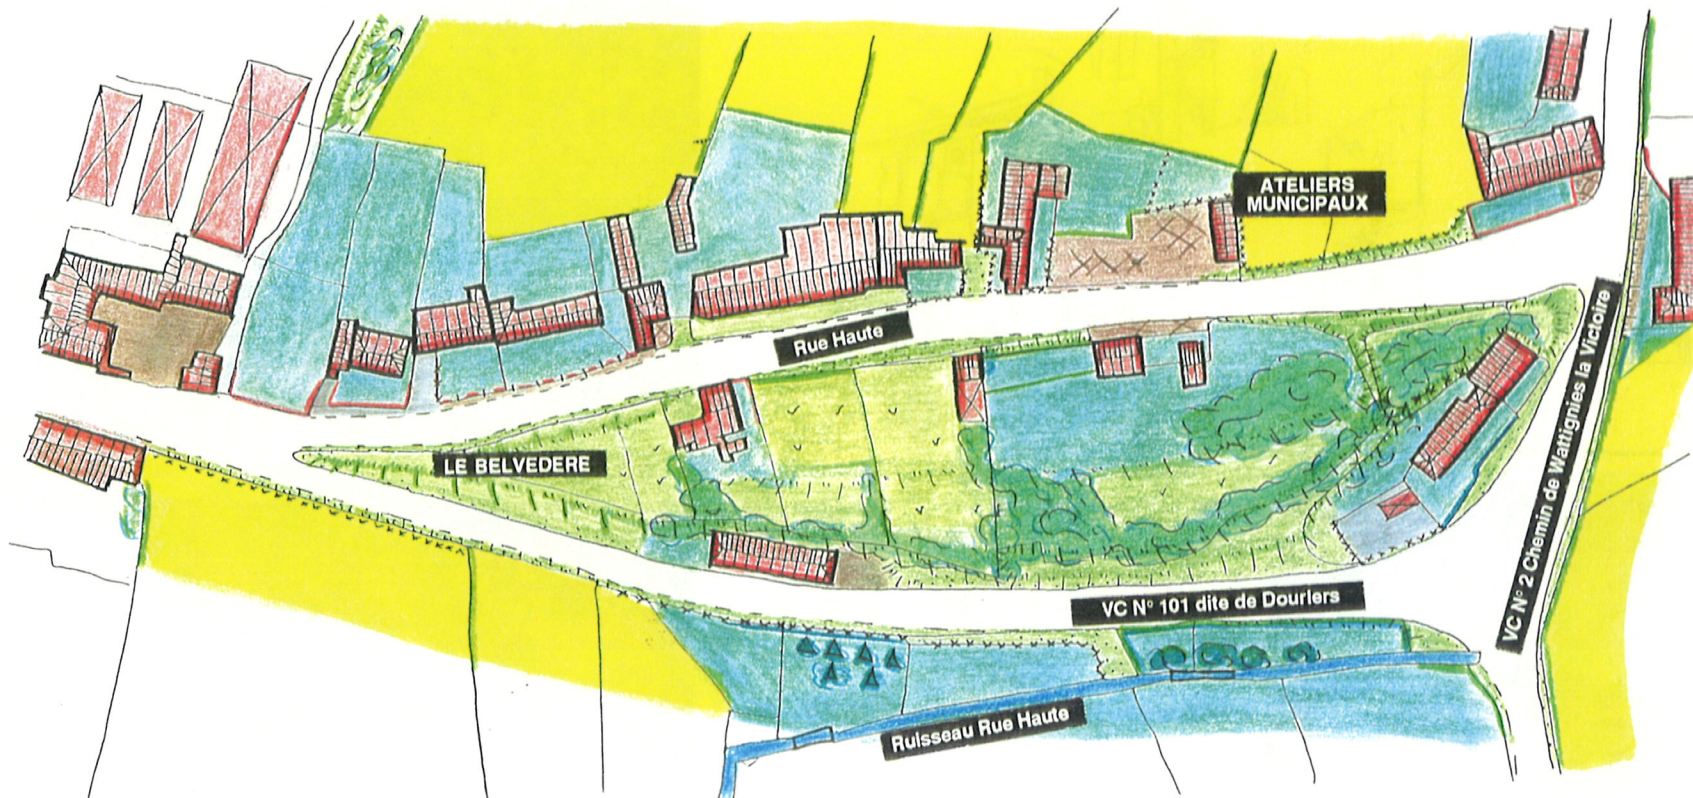 ATELIERS
MUNICIPAUX
Rue Haute
LE BELVEDERE
VC N° 2 Chemin de Wattignies la Victoire
VC N° 101 dite de Dourlers
Ruisseau Rue Haute